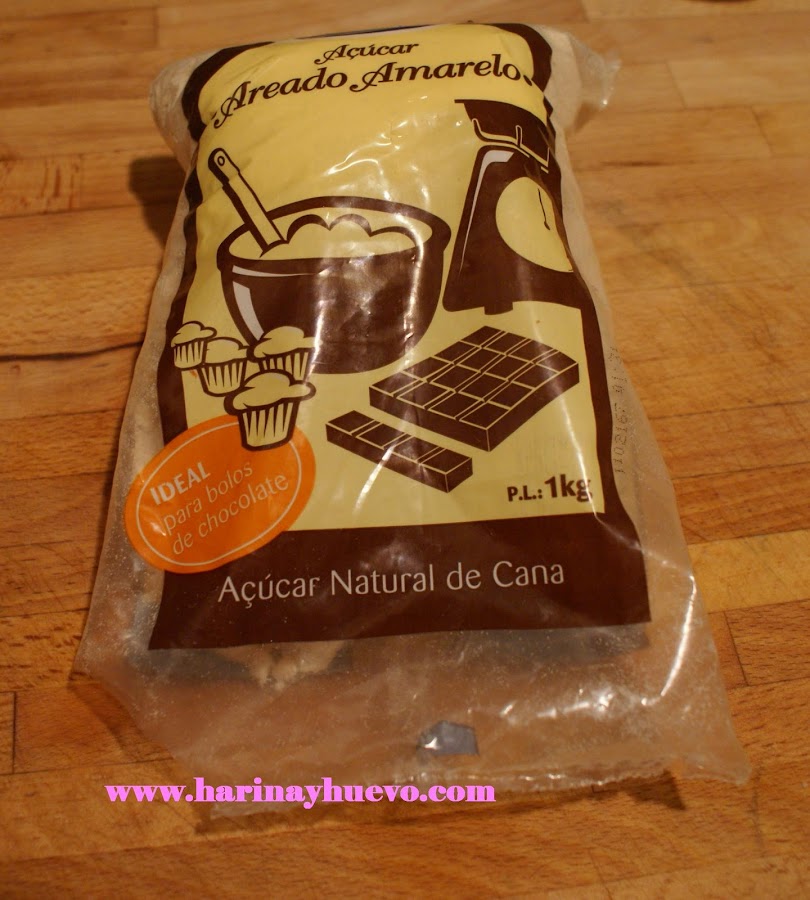 Açúcar
Areado Amarelo
IDEAL
para bolos
de chocolate
P.L.: 1kg
Açúcar Natural de Cana
www.harinayhuevo.com